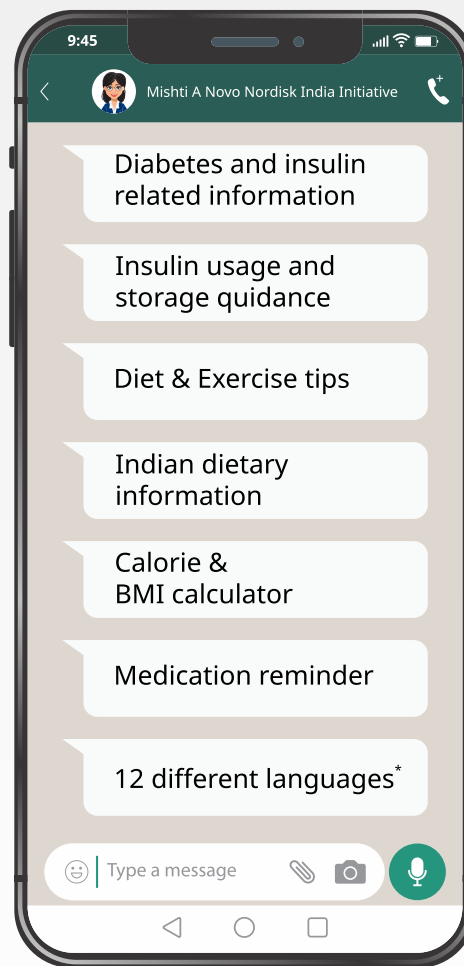 9:45
Mishti A Novo Nordisk India Initiative
Diabetes and insulin
related information
Insulin usage and
storage quidance
Diet & Exercise tips
Indian dietary
information
Calorie &
BMI calculator
Medication reminder
12 different languages*
Type a message